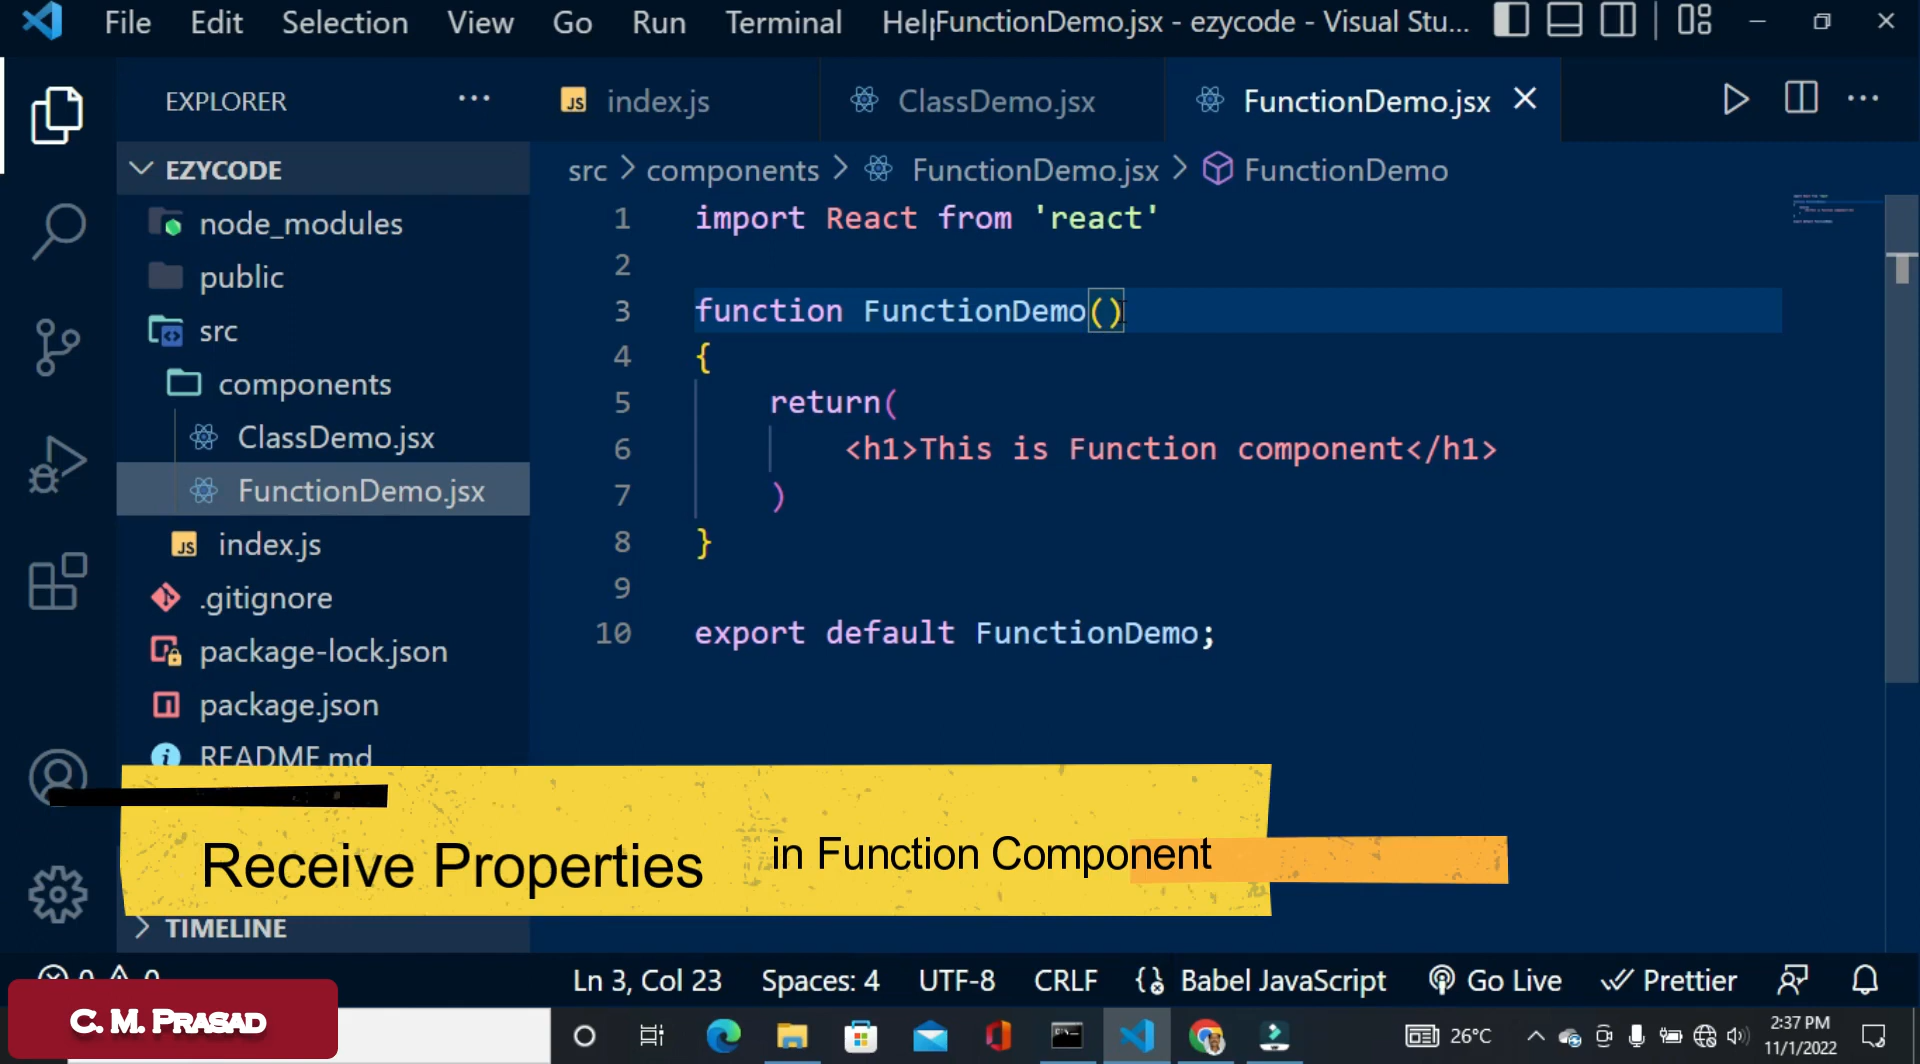 File Edit Selection View Go Run Terminal Help FunctionDemo.jsx - ezycode - Visual Stu...
EXPLORER ...
index.js ClassDemo.jsx FunctionDemo.jsx
EZYCODE
src > components > FunctionDemo.jsx > FunctionDemo
node_modules
public
src
components
ClassDemo.jsx
FunctionDemo.jsx
index.js
.gitignore
package-lock.json
package.json
README.md
TIMELINE
1 import React from 'react'
2
3 function FunctionDemo()
4 {
5 return(
6 <h1>This is Function component</h1>
7 )
8 }
9
10 export default FunctionDemo;
Receive Properties in Function Component
0 0 Ln 3, Col 23 Spaces: 4 UTF-8 CRLF Babel JavaScript Go Live Prettier
C. M. PRASAD
26°C 2:37 PM
11/1/2022